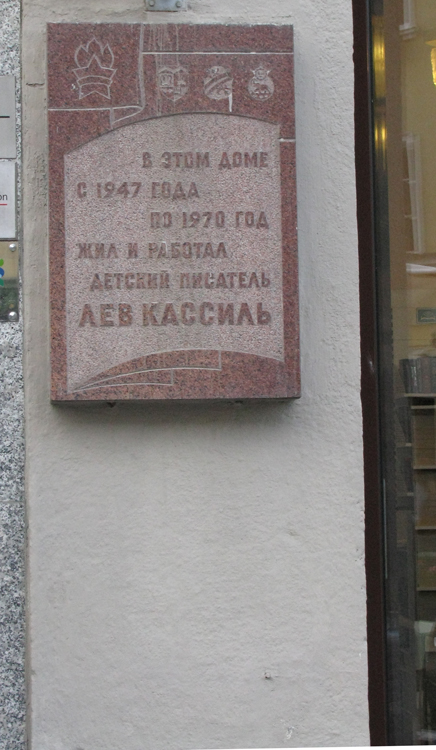 В ЭТОМ ДОМЕ
С 1947 ГОДА
ПО 1970 ГОД
ЖИЛ И РАБОТАЛ
ДЕТСКИЙ ПИСАТЕЛЬ
ЛЕВ КАССИЛЬ